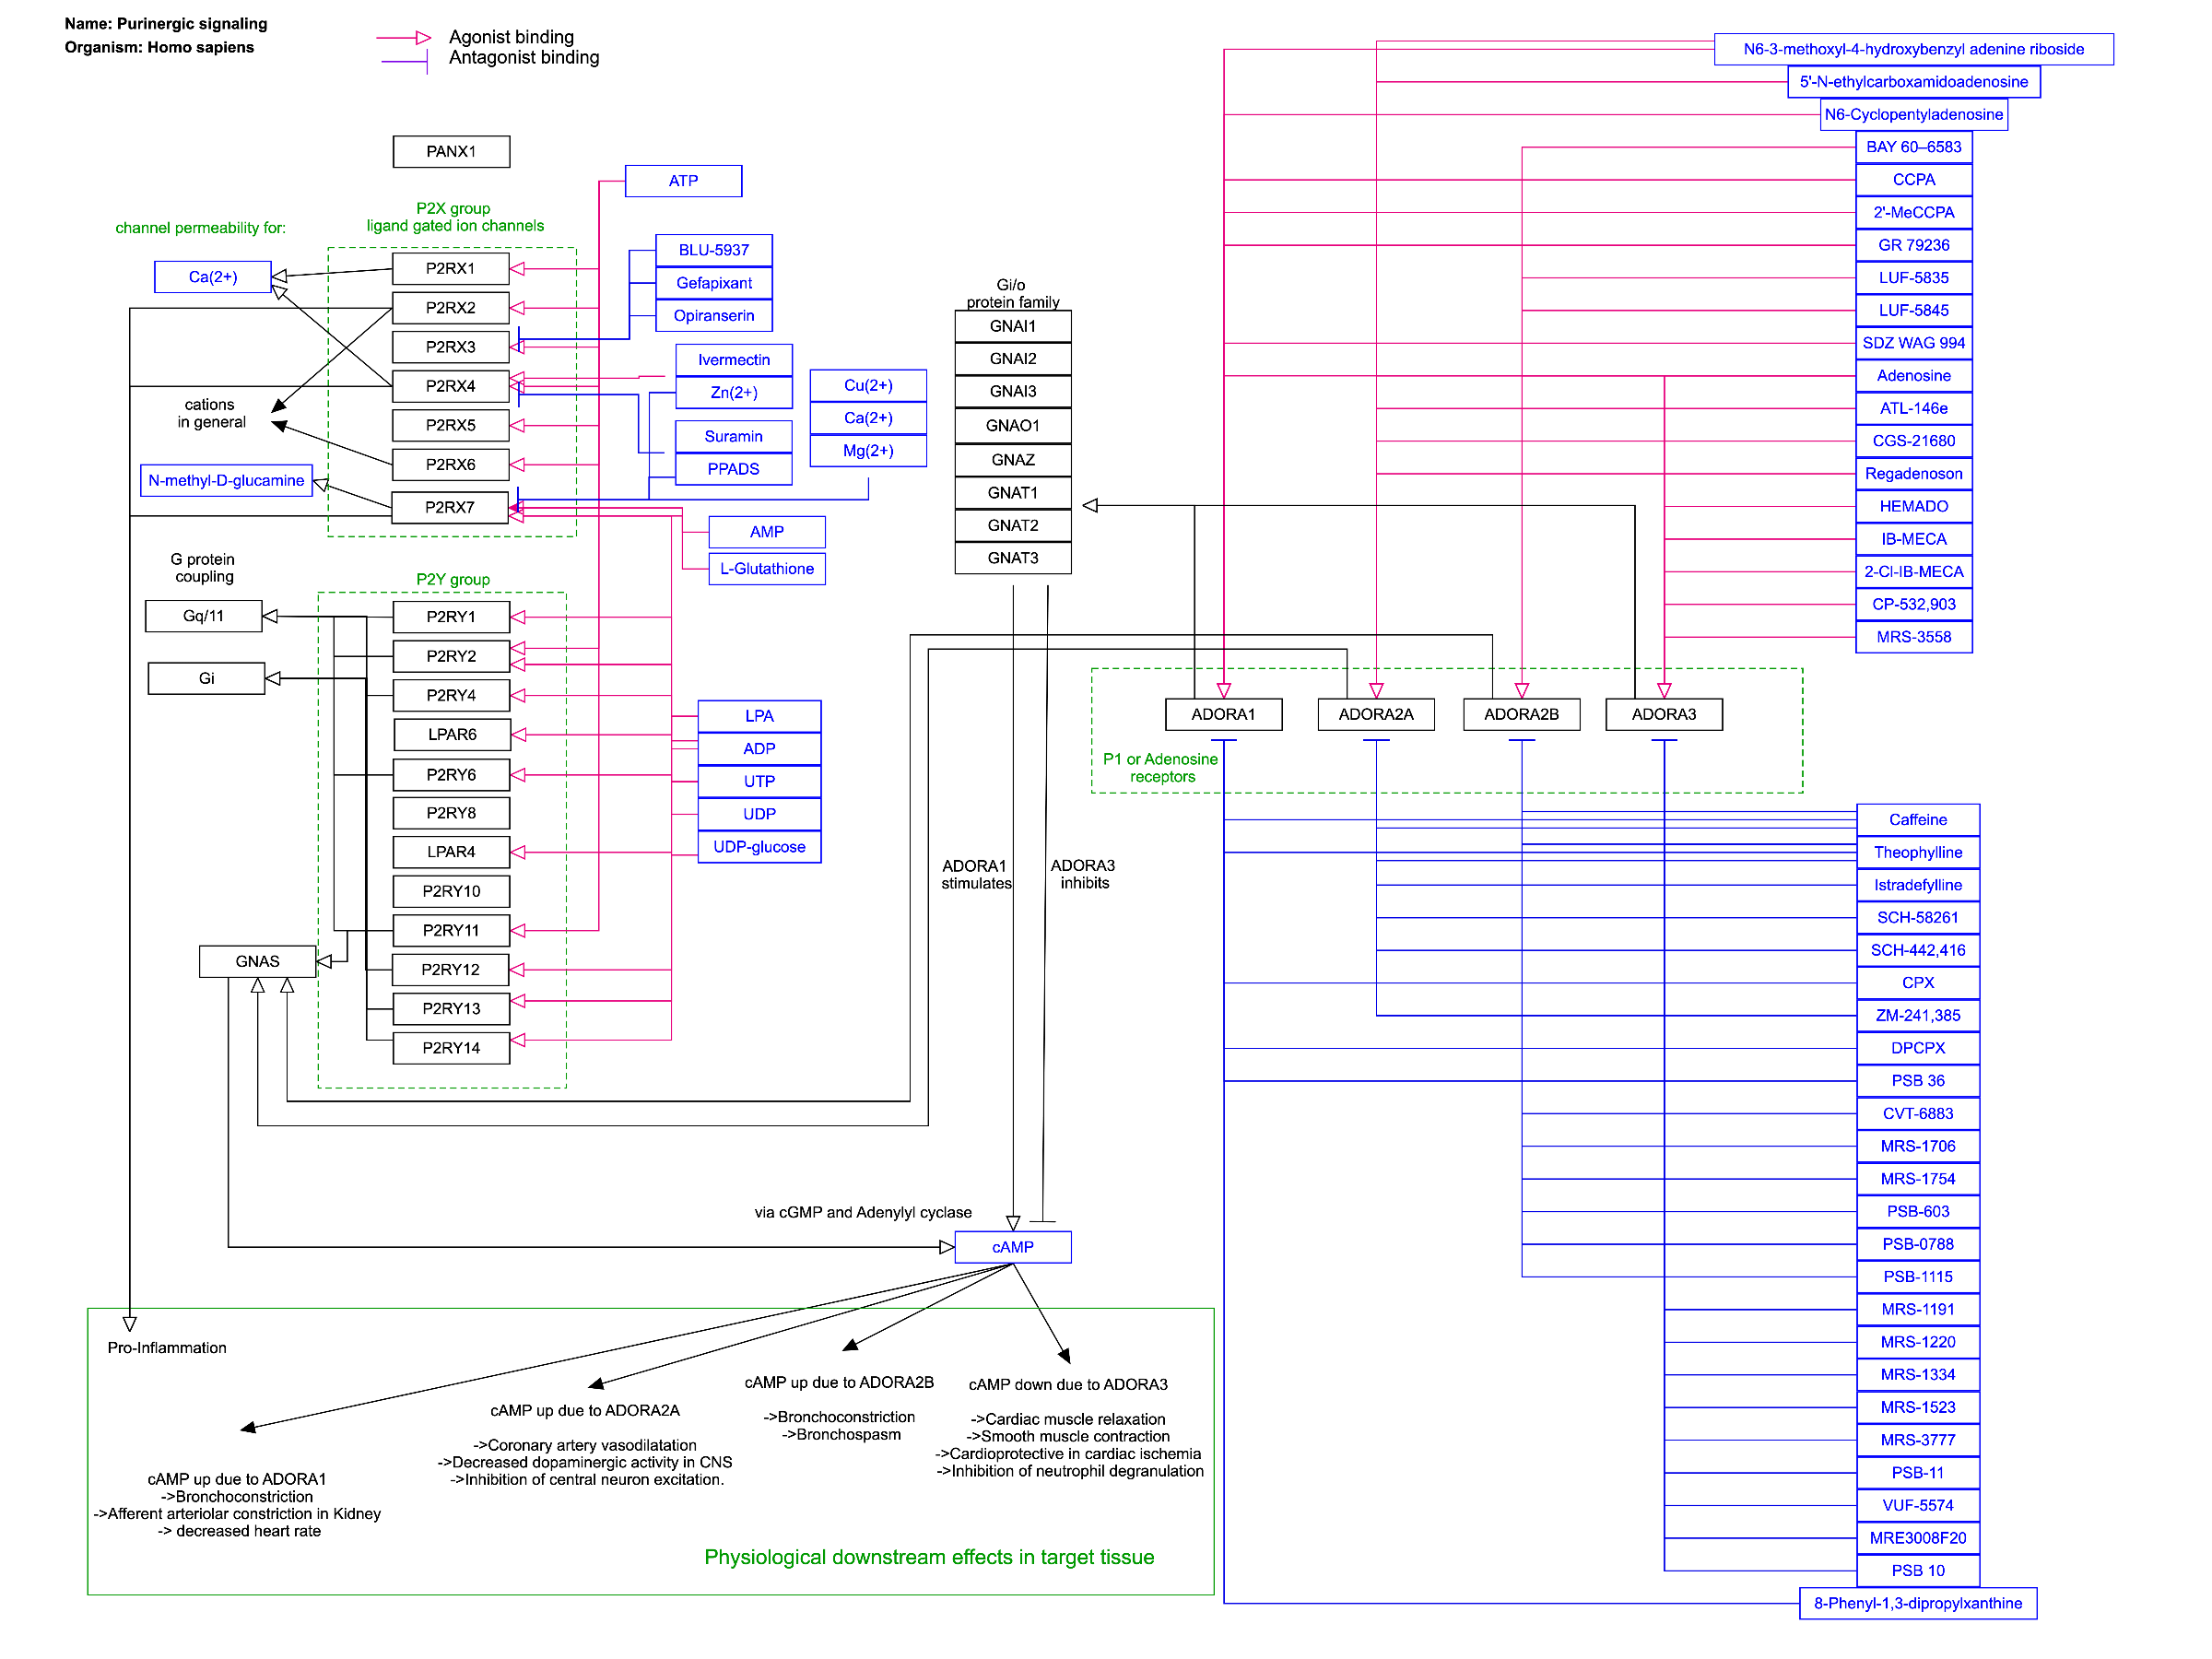 Name: Purinergic signaling
Organism: Homo sapiens
Agonist binding
Antagonist binding
PANX1
ATP
P2X group
ligand gated ion channels
channel permeability for:
Ca(2+)
P2RX1
P2RX2
P2RX3
P2RX4
P2RX5
P2RX6
P2RX7
cations
in general
N-methyl-D-glucamine
BLU-5937
Gefapixant
Opiranserin
Ivermectin
Zn(2+)
Suramin
PPADS
Cu(2+)
Ca(2+)
Mg(2+)
AMP
L-Glutathione
G protein
coupling
Gq/11
Gi
P2Y group
P2RY1
P2RY2
P2RY4
LPAR6
P2RY6
P2RY8
LPAR4
P2RY10
P2RY11
P2RY12
P2RY13
P2RY14
GNAS
LPA
ADP
UTP
UDP
UDP-glucose
Gi/o
protein family
GNAI1
GNAI2
GNAI3
GNAO1
GNAZ
GNAT1
GNAT2
GNAT3
ADORA1
stimulates
ADORA3
inhibits
via cGMP and Adenylyl cyclase
cAMP
N6-3-methoxyl-4-hydroxybenzyl adenine riboside
5'-N-ethylcarboxamidoadenosine
N6-Cyclopentyladenosine
BAY 60–6583
CCPA
2'-MeCCPA
GR 79236
LUF-5835
LUF-5845
SDZ WAG 994
Adenosine
ATL-146e
CGS-21680
Regadenoson
HEMADO
IB-MECA
2-Cl-IB-MECA
CP-532,903
MRS-3558
ADORA1
ADORA2A
ADORA2B
ADORA3
P1 or Adenosine
receptors
Caffeine
Theophylline
Istradefylline
SCH-58261
SCH-442,416
CPX
ZM-241,385
DPCPX
PSB 36
CVT-6883
MRS-1706
MRS-1754
PSB-603
PSB-0788
PSB-1115
MRS-1191
MRS-1220
MRS-1334
MRS-1523
MRS-3777
PSB-11
VUF-5574
MRE3008F20
PSB 10
8-Phenyl-1,3-dipropylxanthine
Pro-Inflammation
cAMP up due to ADORA1
->Bronchoconstriction
->Afferent arteriolar constriction in Kidney
-> decreased heart rate
cAMP up due to ADORA2A
->Coronary artery vasodilatation
->Decreased dopaminergic activity in CNS
->Inhibition of central neuron excitation.
cAMP up due to ADORA2B
->Bronchoconstriction
->Bronchospasm
cAMP down due to ADORA3
->Cardiac muscle relaxation
->Smooth muscle contraction
->Cardioprotective in cardiac ischemia
->Inhibition of neutrophil degranulation
Physiological downstream effects in target tissue